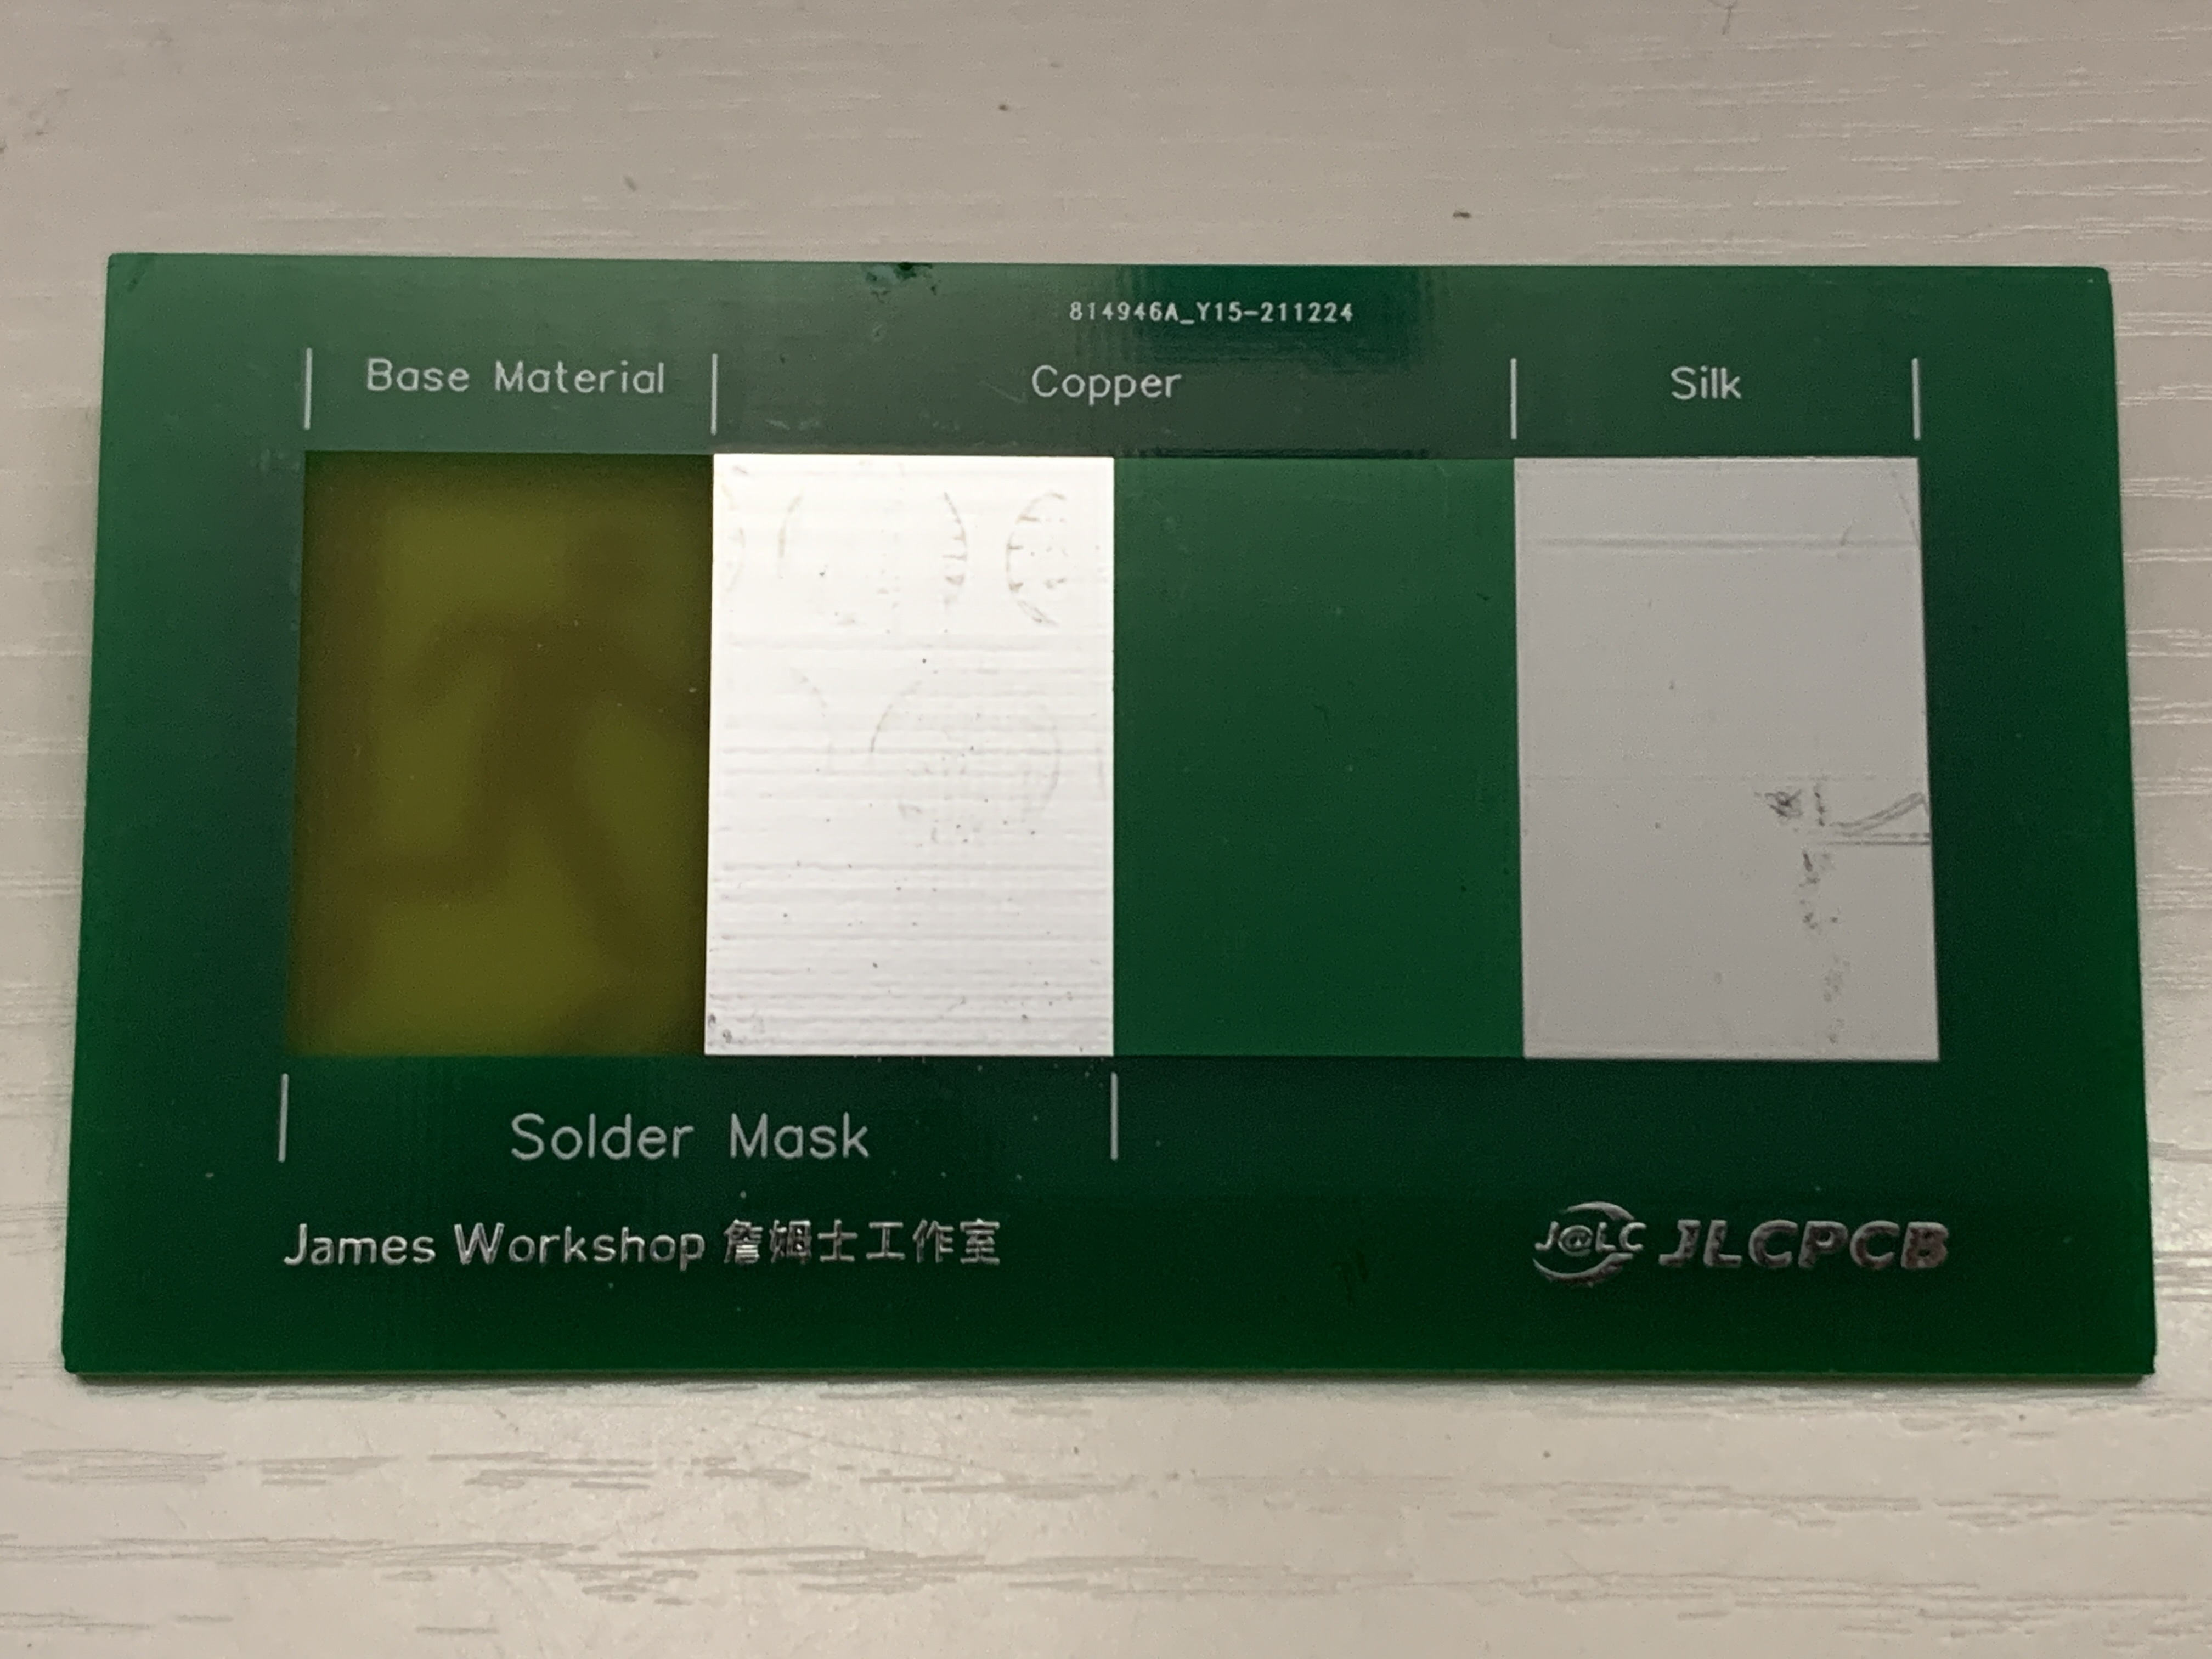 814946A_Y15-211224
Base Material Copper Silk
Solder Mask
James Workshop 詹姆士工作室
J@LC JLCPCB